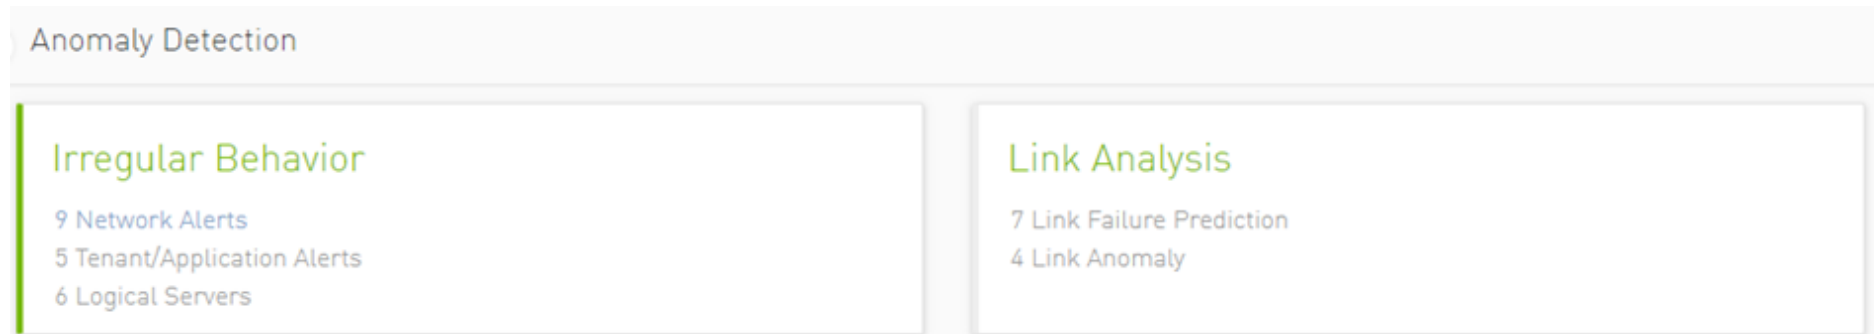 Anomaly Detection
Irregular Behavior
9 Network Alerts
5 Tenant/Application Alerts
6 Logical Servers
Link Analysis
7 Link Failure Prediction
4 Link Anomaly